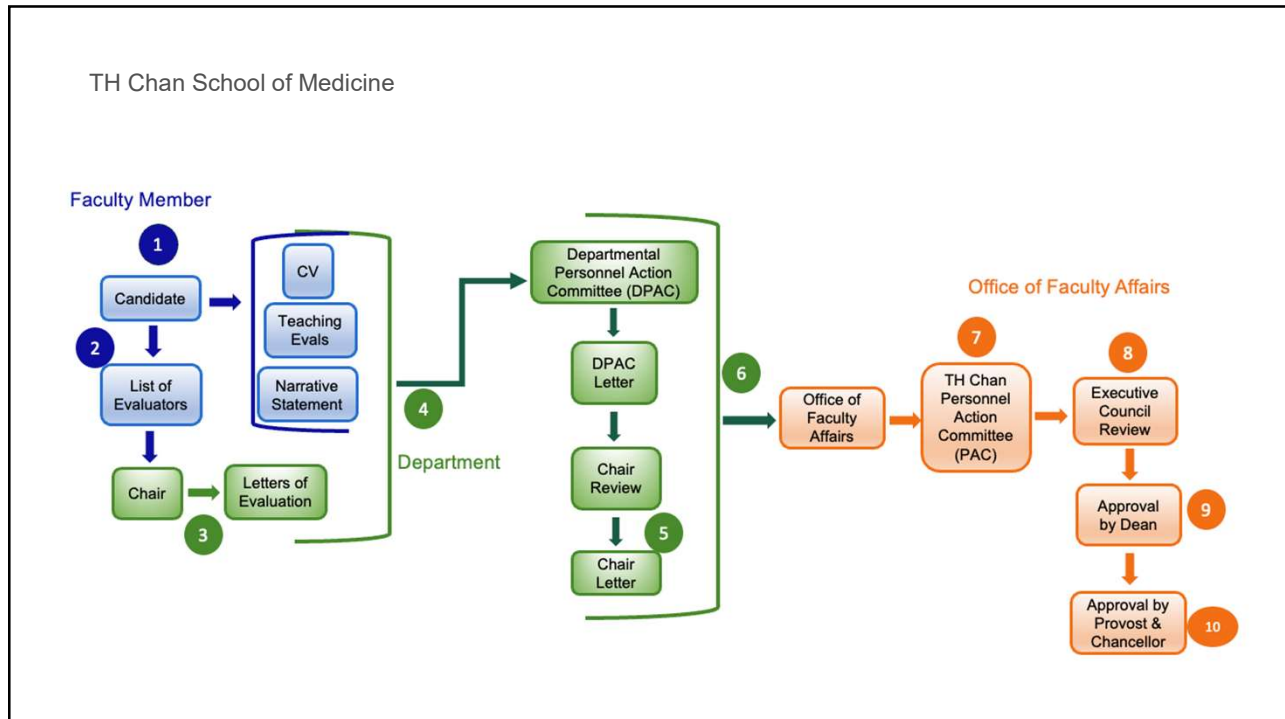 TH Chan School of Medicine
Faculty Member
1
Candidate
2
List of
Evaluators
Chair
3
Letters of
Evaluation
CV
Teaching
Evals
Narrative
Statement
4
Department
Departmental
Personnel Action
Committee (DPAC)
DPAC
Letter
Chair
Review
5
Chair
Letter
6
Office of Faculty Affairs
Office of
Faculty
Affairs
7
TH Chan
Personnel
Action
Committee
(PAC)
8
Executive
Council
Review
Approval
by Dean
9
Approval by
Provost &
Chancellor
10